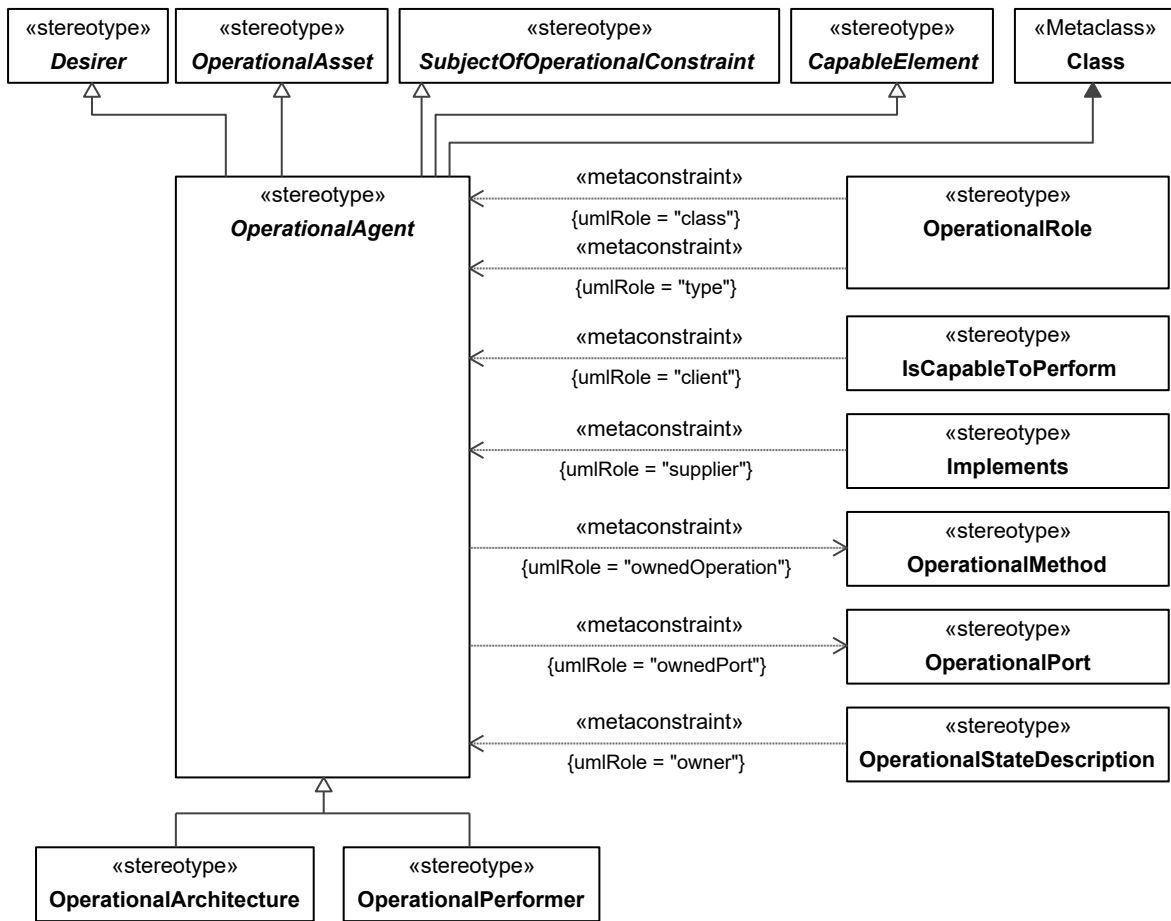 «stereotype»
Desirer
«stereotype»
OperationalAsset
«stereotype»
SubjectOfOperationalConstraint
«stereotype»
CapableElement
«Metaclass»
Class
«stereotype»
OperationalAgent
«metaconstraint»
{umlRole = "class"}
«metaconstraint»
{umlRole = "type"}
«stereotype»
OperationalRole
«metaconstraint»
{umlRole = "client"}
«stereotype»
IsCapableToPerform
«metaconstraint»
{umlRole = "supplier"}
«stereotype»
Implements
«metaconstraint»
{umlRole = "ownedOperation"}
«stereotype»
OperationalMethod
«metaconstraint»
{umlRole = "ownedPort"}
«stereotype»
OperationalPort
«metaconstraint»
{umlRole = "owner"}
«stereotype»
OperationalStateDescription
«stereotype»
OperationalArchitecture
«stereotype»
OperationalPerformer